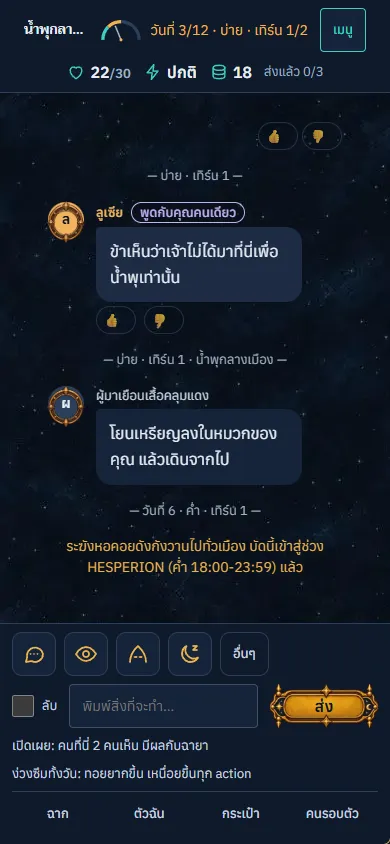 น้ำพุกลา...
วันที่ 3/12 · บ่าย · เทิร์น 1/2
เมนู
22/30
ปกติ
18
ส่งแล้ว 0/3
— บ่าย · เทิร์น 1 —
ล
ลูเซีย
พูดกับคุณคนเดียว
ข้าเห็นว่าเจ้าไม่ได้มาที่นี่เพื่อ
น้ำพุเท่านั้น
— บ่าย · เทิร์น 1 · น้ำพุกลางเมือง —
ผ
ผู้มาเยือนเสื้อคลุมแดง
โยนเหรียญลงในหมวกของ
คุณ แล้วเดินจากไป
— วันที่ 6 · ค่ำ · เทิร์น 1 —
ระฆังหอคอยดังกังวานไปทั่วเมือง บัดนี้เข้าสู่ช่วง
HESPERION (ค่ำ 18:00-23:59) แล้ว
อื่นๆ
ลับ
พิมพ์สิ่งที่จะทำ...
ส่ง
เปิดเผย: คนที่นี่ 2 คนเห็น มีผลกับฉายา
ง่วงซึมทั้งวัน: ทอยยากขึ้น เหนื่อยขึ้นทุก action
ฉาก
ตัวฉัน
กระเป๋า
คนรอบตัว